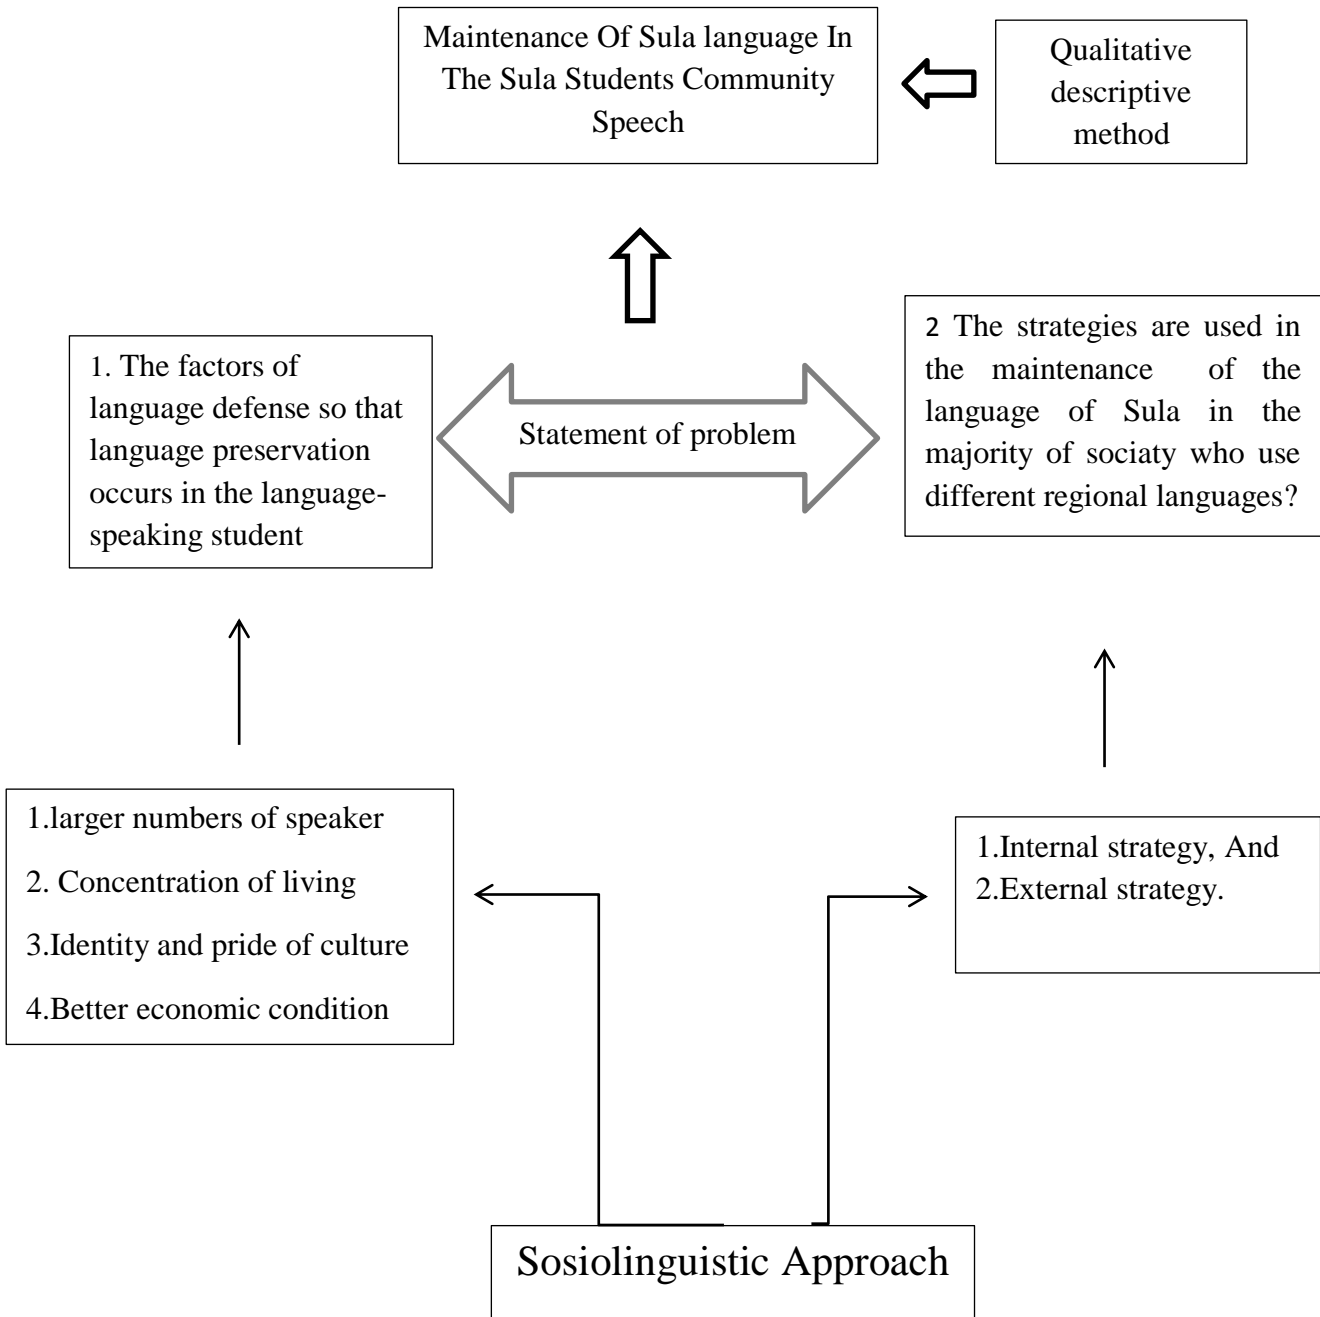 Maintenance Of Sula language In
The Sula Students Community
Speech
Qualitative
descriptive
method
1. The factors of
language defense so that
language preservation
occurs in the language-
speaking student
Statement of problem
2 The strategies are used in
the maintenance of the
language of Sula in the
majority of sociaty who use
different regional languages?
1.larger numbers of speaker
2. Concentration of living
3.Identity and pride of culture
4.Better economic condition
1.Internal strategy, And
2.External strategy.
Sosiolinguistic Approach